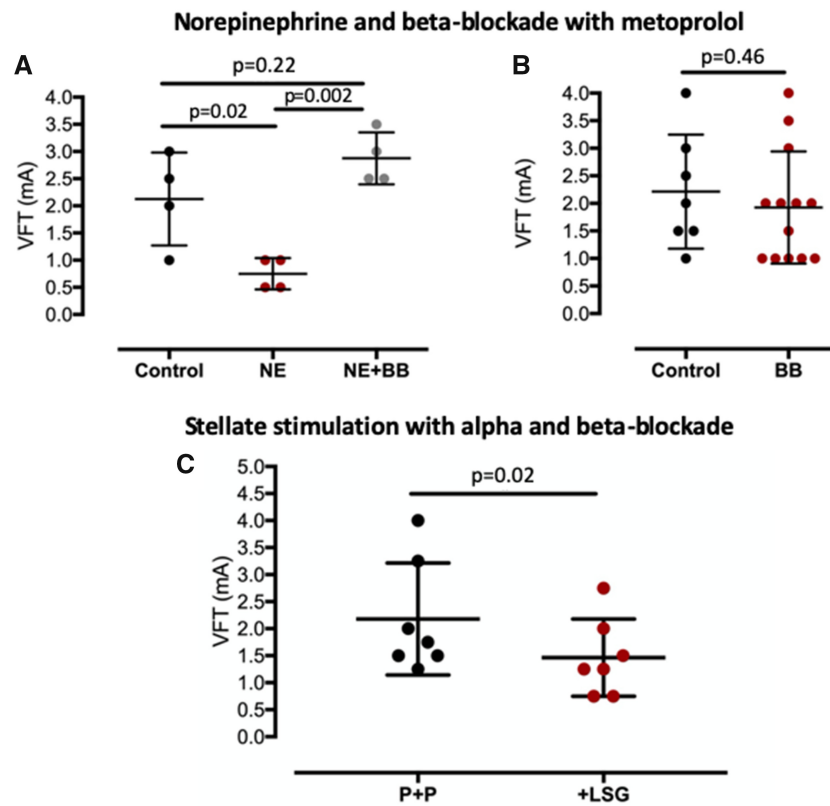 Norepinephrine and beta-blockade with metoprolol
A
p=0.22
p=0.02
p=0.002
VFT (mA)
4.0
3.5
3.0
2.5
2.0
1.5
1.0
0.5
0.0
Control NE NE+BB
B
p=0.46
VFT (mA)
4.0
3.5
3.0
2.5
2.0
1.5
1.0
0.5
0.0
Control BB
Stellate stimulation with alpha and beta-blockade
C
p=0.02
VFT (mA)
5.0
4.5
4.0
3.5
3.0
2.5
2.0
1.5
1.0
0.5
0.0
P+P +LSG